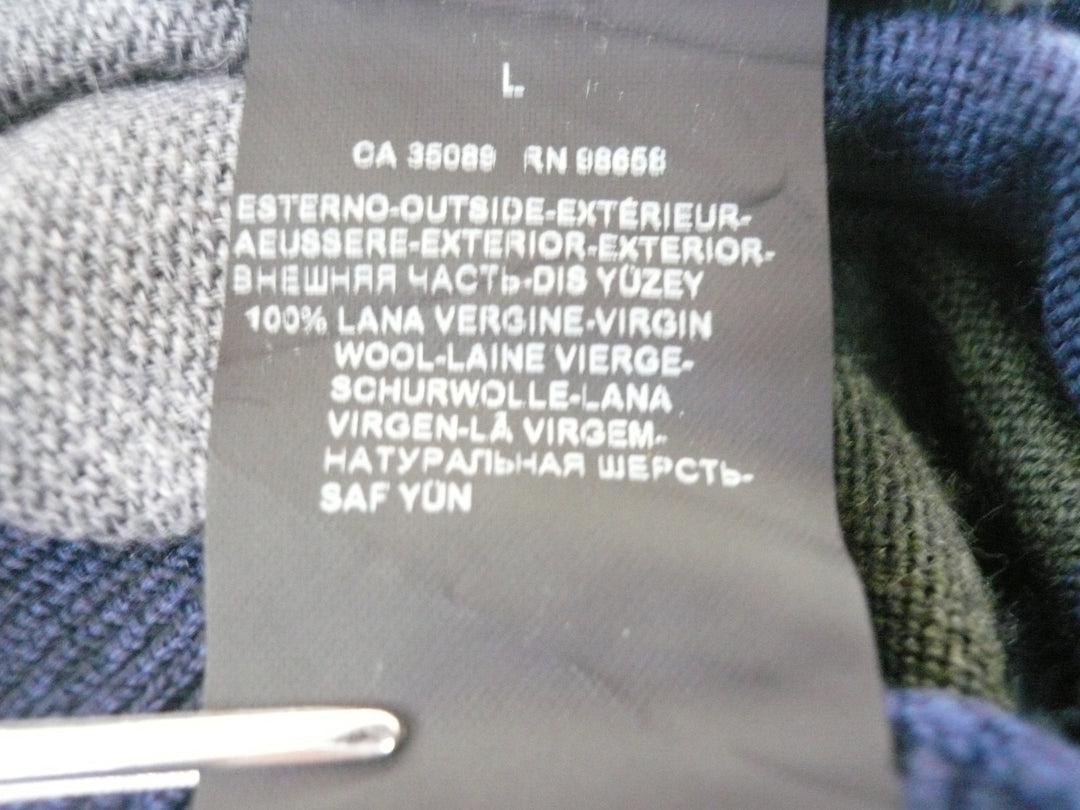 L
CA 35089 RN 98658
ESTERNO-OUTSIDE-EXTÉRIEUR-
AEUSSERE-EXTERIOR-EXTERIOR-
ВНЕШНЯЯ ЧАСТЬ-DIS YÜZEY
100% LANA VERGINE-VIRGIN
WOOL-LAINE VIERGE-
SCHURWOLLE-LANA
VIRGEN-LÃ VIRGEM-
НАТУРАЛЬНАЯ ШЕРСТЬ-
SAF YÜN